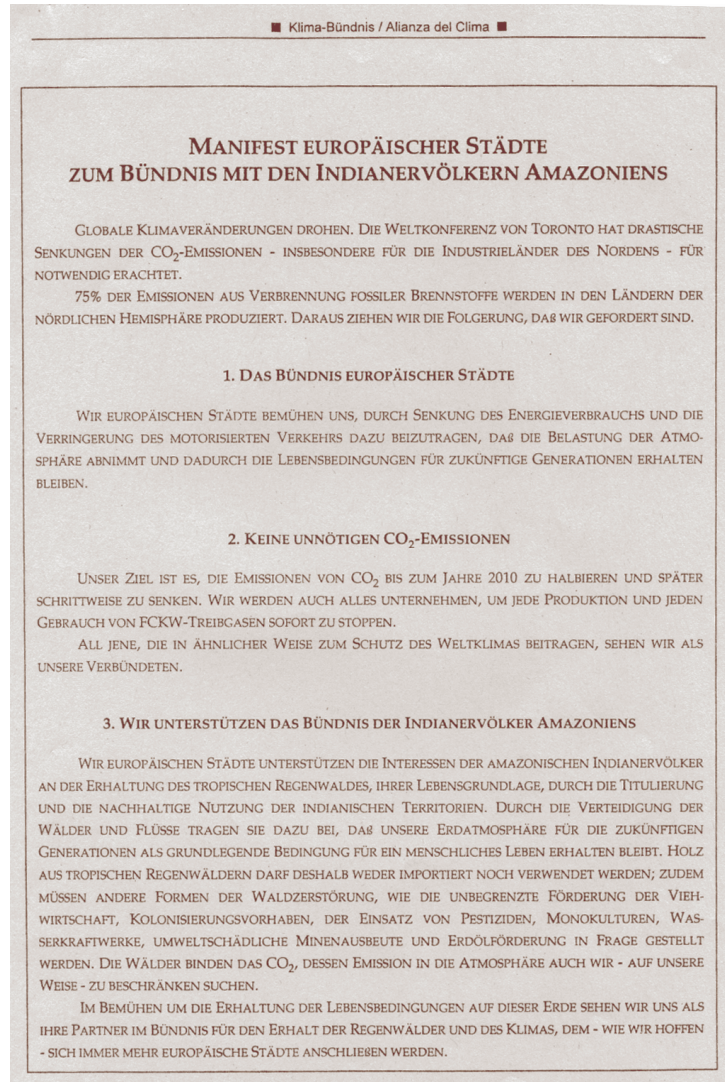 ■ Klima-Bündnis / Alianza del Clima ■
MANIFEST EUROPÄISCHER STÄDTE
ZUM BÜNDNIS MIT DEN INDIANERVÖLKERN AMAZONIENS
GLOBALE KLIMAVERÄNDERUNGEN DROHEN. DIE WELTKONFERENZ VON TORONTO HAT DRASTISCHE
SENKUNGEN DER CO₂-EMISSIONEN - INSBESONDERE FÜR DIE INDUSTRIELÄNDER DES NORDENS - FÜR
NOTWENDIG ERACHTET.
75% DER EMISSIONEN AUS VERBRENNUNG FOSSILER BRENNSTOFFE WERDEN IN DEN LÄNDERN DER
NÖRDLICHEN HEMISPHÄRE PRODUZIERT. DARAUS ZIEHEN WIR DIE FOLGERUNG, DAß WIR GEFORDERT SIND.
1. DAS BÜNDNIS EUROPÄISCHER STÄDTE
WIR EUROPÄISCHEN STÄDTE BEMÜHEN UNS, DURCH SENKUNG DES ENERGIEVERBRAUCHS UND DIE
VERRINGERUNG DES MOTORISIERTEN VERKEHRS DAZU BEIZUTRAGEN, DAß DIE BELASTUNG DER ATMO-
SPHÄRE ABNIMMT UND DADURCH DIE LEBENSBEDINGUNGEN FÜR ZUKÜNFTIGE GENERATIONEN ERHALTEN
BLEIBEN.
2. KEINE UNNÖTIGEN CO₂-EMISSIONEN
UNSER ZIEL IST ES, DIE EMISSIONEN VON CO₂ BIS ZUM JAHRE 2010 ZU HALBIEREN UND SPÄTER
SCHRITTWEISE ZU SENKEN. WIR WERDEN AUCH ALLES UNTERNEHMEN, UM JEDE PRODUKTION UND JEDEN
GEBRAUCH VON FCKW-TREIBGASEN SOFORT ZU STOPPEN.
ALL JENE, DIE IN ÄHNLICHER WEISE ZUM SCHUTZ DES WELTKLIMAS BEITRAGEN, SEHEN WIR ALS
UNSERE VERBÜNDETEN.
3. WIR UNTERSTÜTZEN DAS BÜNDNIS DER INDIANERVÖLKER AMAZONIENS
WIR EUROPÄISCHEN STÄDTE UNTERSTÜTZEN DIE INTERESSEN DER AMAZONISCHEN INDIANERVÖLKER
AN DER ERHALTUNG DES TROPISCHEN REGENWALDES, IHRER LEBENSGRUNDLAGE, DURCH DIE TITULIERUNG
UND DIE NACHHALTIGE NUTZUNG DER INDIANISCHEN TERRITORIEN. DURCH DIE VERTEIDIGUNG DER
WÄLDER UND FLÜSSE TRAGEN SIE DAZU BEI, DAß UNSERE ERDATMOSPHÄRE FÜR DIE ZUKÜNFTIGEN
GENERATIONEN ALS GRUNDLEGENDE BEDINGUNG FÜR EIN MENSCHLICHES LEBEN ERHALTEN BLEIBT. HOLZ
AUS TROPISCHEN REGENWÄLDERN DARF DESHALB WEDER IMPORTIERT NOCH VERWENDET WERDEN; ZUDEM
MÜSSEN ANDERE FORMEN DER WALDZERSTÖRUNG, WIE DIE UNBEGRENZTE FÖRDERUNG DER VIEH-
WIRTSCHAFT, KOLONISIERUNGSVORHABEN, DER EINSATZ VON PESTIZIDEN, MONOKULTUREN, WAS-
SERKRAFTWERKE, UMWELTSCHÄDLICHE MINENAUSBEUTE UND ERDÖLFÖRDERUNG IN FRAGE GESTELLT
WERDEN. DIE WÄLDER BINDEN DAS CO₂, DESSEN EMISSION IN DIE ATMOSPHÄRE AUCH WIR - AUF UNSERE
WEISE - ZU BESCHRÄNKEN SUCHEN.
IM BEMÜHEN UM DIE ERHALTUNG DER LEBENSBEDINGUNGEN AUF DIESER ERDE SEHEN WIR UNS ALS
IHRE PARTNER IM BÜNDNIS FÜR DEN ERHALT DER REGENWÄLDER UND DES KLIMAS, DEM - WIE WIR HOFFEN
- SICH IMMER MEHR EUROPÄISCHE STÄDTE ANSCHLIEßEN WERDEN.